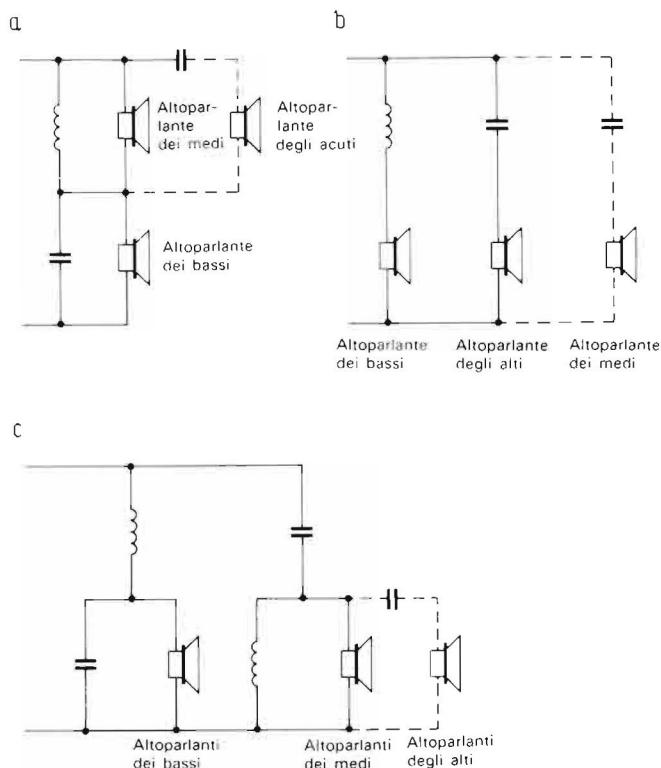 a
Altopar-
lante
dei medi
Altopar-
lante
degli acuti
Altoparlante
dei bassi
b
Altoparlante
dei bassi
Altoparlante
degli alti
Altoparlante
dei medi
c
Altoparlanti
dei bassi
Altoparlanti
dei medi
Altoparlanti
degli alti